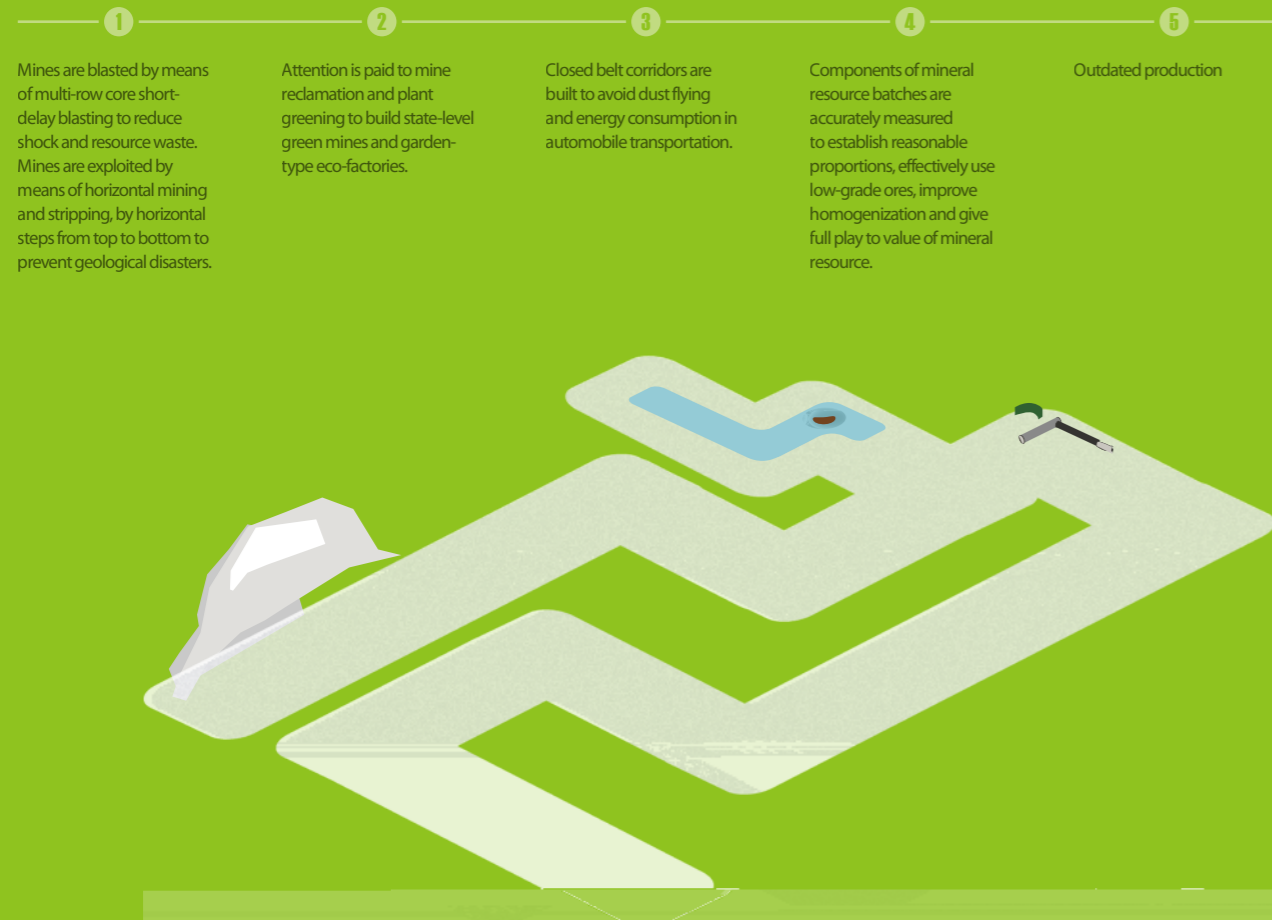 1
2
3
4
5
Mines are blasted by means
of multi-row core short-
delay blasting to reduce
shock and resource waste.
Mines are exploited by
means of horizontal mining
and stripping, by horizontal
steps from top to bottom to
prevent geological disasters.
Attention is paid to mine
reclamation and plant
greening to build state-level
green mines and garden-
type eco-factories.
Closed belt corridors are
built to avoid dust flying
and energy consumption in
automobile transportation.
Components of mineral
resource batches are
accurately measured
to establish reasonable
proportions, effectively use
low-grade ores, improve
homogenization and give
full play to value of mineral
resource.
Outdated production